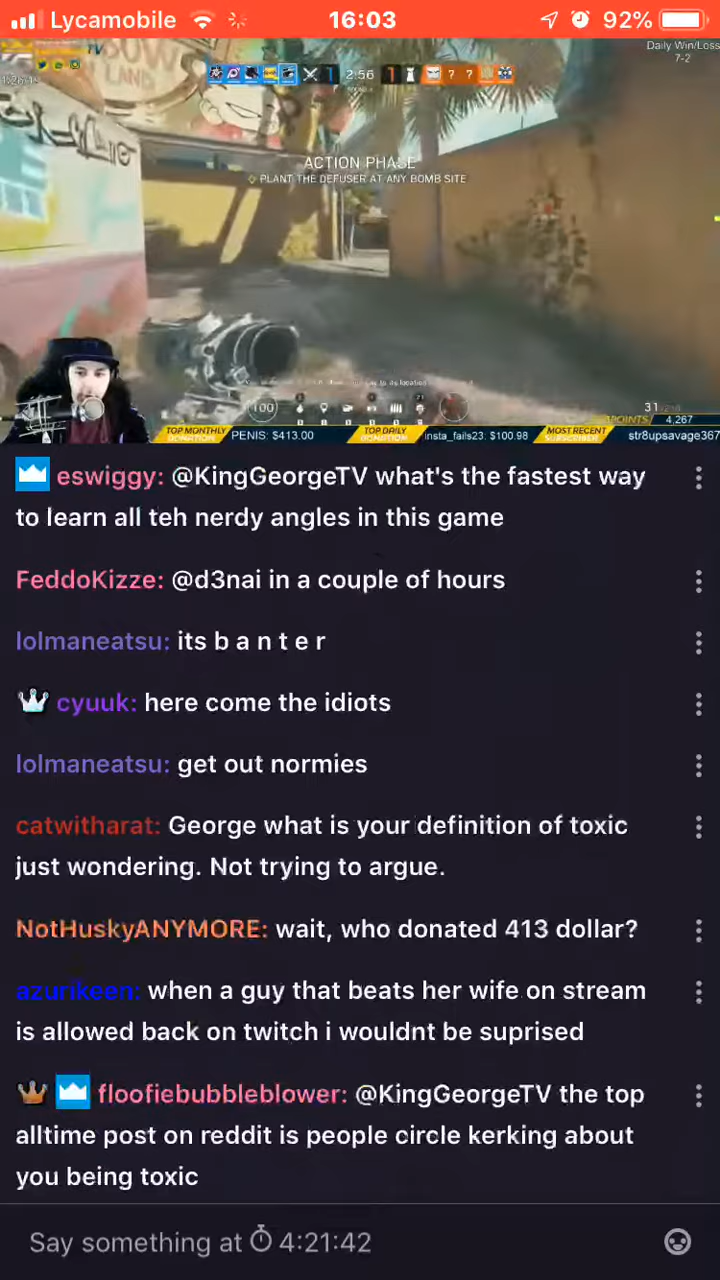 Lycamobile
16:03
92%
TV
LAND
Daily Win/Loss
7-2
1
2:56
1
? ?
ACTION PHASE
PLANT THE DEFUSER AT ANY BOMB SITE
100
31
4,267
TOP MONTHLY DONATION
PENIS: $413.00
TOP DAILY DONATION
insta_fails23: $100.98
MOST RECENT SUBSCRIBER
str8upsavage367
eswiggy: @KingGeorgeTV what's the fastest way
to learn all teh nerdy angles in this game
FeddoKizze: @d3nai in a couple of hours
lolmaneatsu: its b a n t e r
cyuuk: here come the idiots
lolmaneatsu: get out normies
catwitharat: George what is your definition of toxic
just wondering. Not trying to argue.
NotHuskyANYMORE: wait, who donated 413 dollar?
azurikeen: when a guy that beats her wife on stream
is allowed back on twitch i wouldnt be suprised
floofiebubbleblower: @KingGeorgeTV the top
alltime post on reddit is people circle kerking about
you being toxic
Say something at 4:21:42